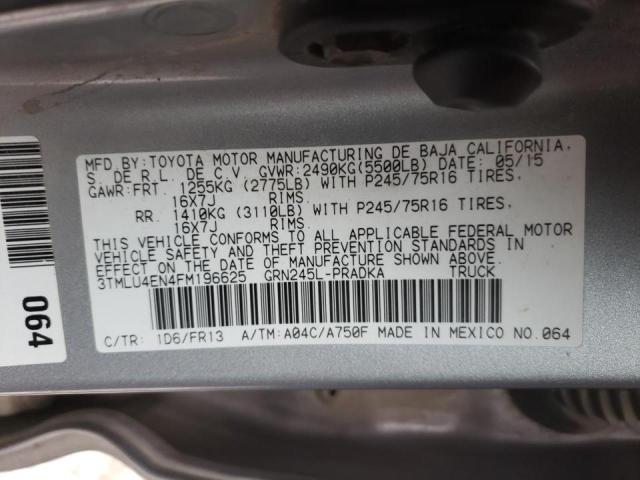 MFD.BY:TOYOTA MOTOR MANUFACTURING DE BAJA CALIFORNIA,
S. DE R.L. DE C.V. GVWR:2490KG(5500LB) DATE: 05/15
GAWR:FRT. 1255KG (2775LB) WITH P245/75R16 TIRES,
16X7J RIMS
RR. 1410KG (3110LB) WITH P245/75R16 TIRES,
16X7J RIMS
THIS VEHICLE CONFORMS TO ALL APPLICABLE FEDERAL MOTOR
VEHICLE SAFETY AND THEFT PREVENTION STANDARDS IN
EFFECT ON THE DATE OF MANUFACTURE SHOWN ABOVE.
3TMLU4EN4FM196625 GRN245L-PRADKA TRUCK
C/TR: 1D6/FR13 A/TM:A04C/A750F MADE IN MEXICO NO.064
064